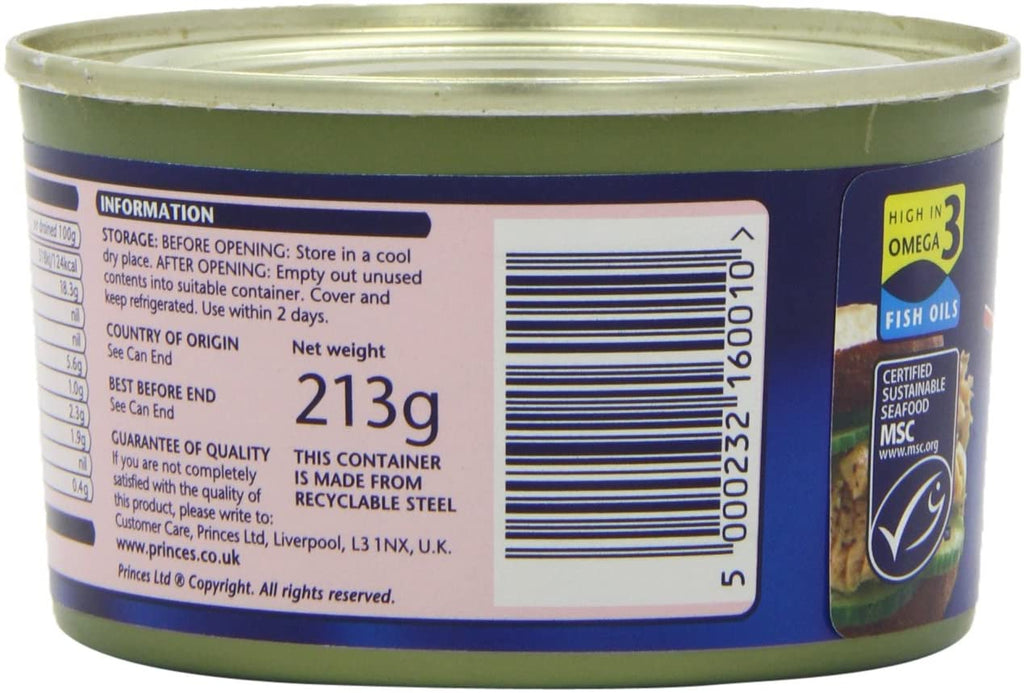 per drained 100g
518kJ/124kcal
18.3g
nil
nil
5.6g
1.0g
2.3g
1.9g
nil
0.4g
INFORMATION
STORAGE: BEFORE OPENING: Store in a cool
dry place. AFTER OPENING: Empty out unused
contents into suitable container. Cover and
keep refrigerated. Use within 2 days.
COUNTRY OF ORIGIN
See Can End
BEST BEFORE END
See Can End
GUARANTEE OF QUALITY
If you are not completely
satisfied with the quality of
this product, please write to:
Customer Care, Princes Ltd, Liverpool, L3 1NX, U.K.
www.princes.co.uk
Princes Ltd ® Copyright. All rights reserved.
Net weight
213g
THIS CONTAINER
IS MADE FROM
RECYCLABLE STEEL
5 000232 160010 >
HIGH IN
OMEGA 3
FISH OILS
CERTIFIED
SUSTAINABLE
SEAFOOD
MSC
www.msc.org